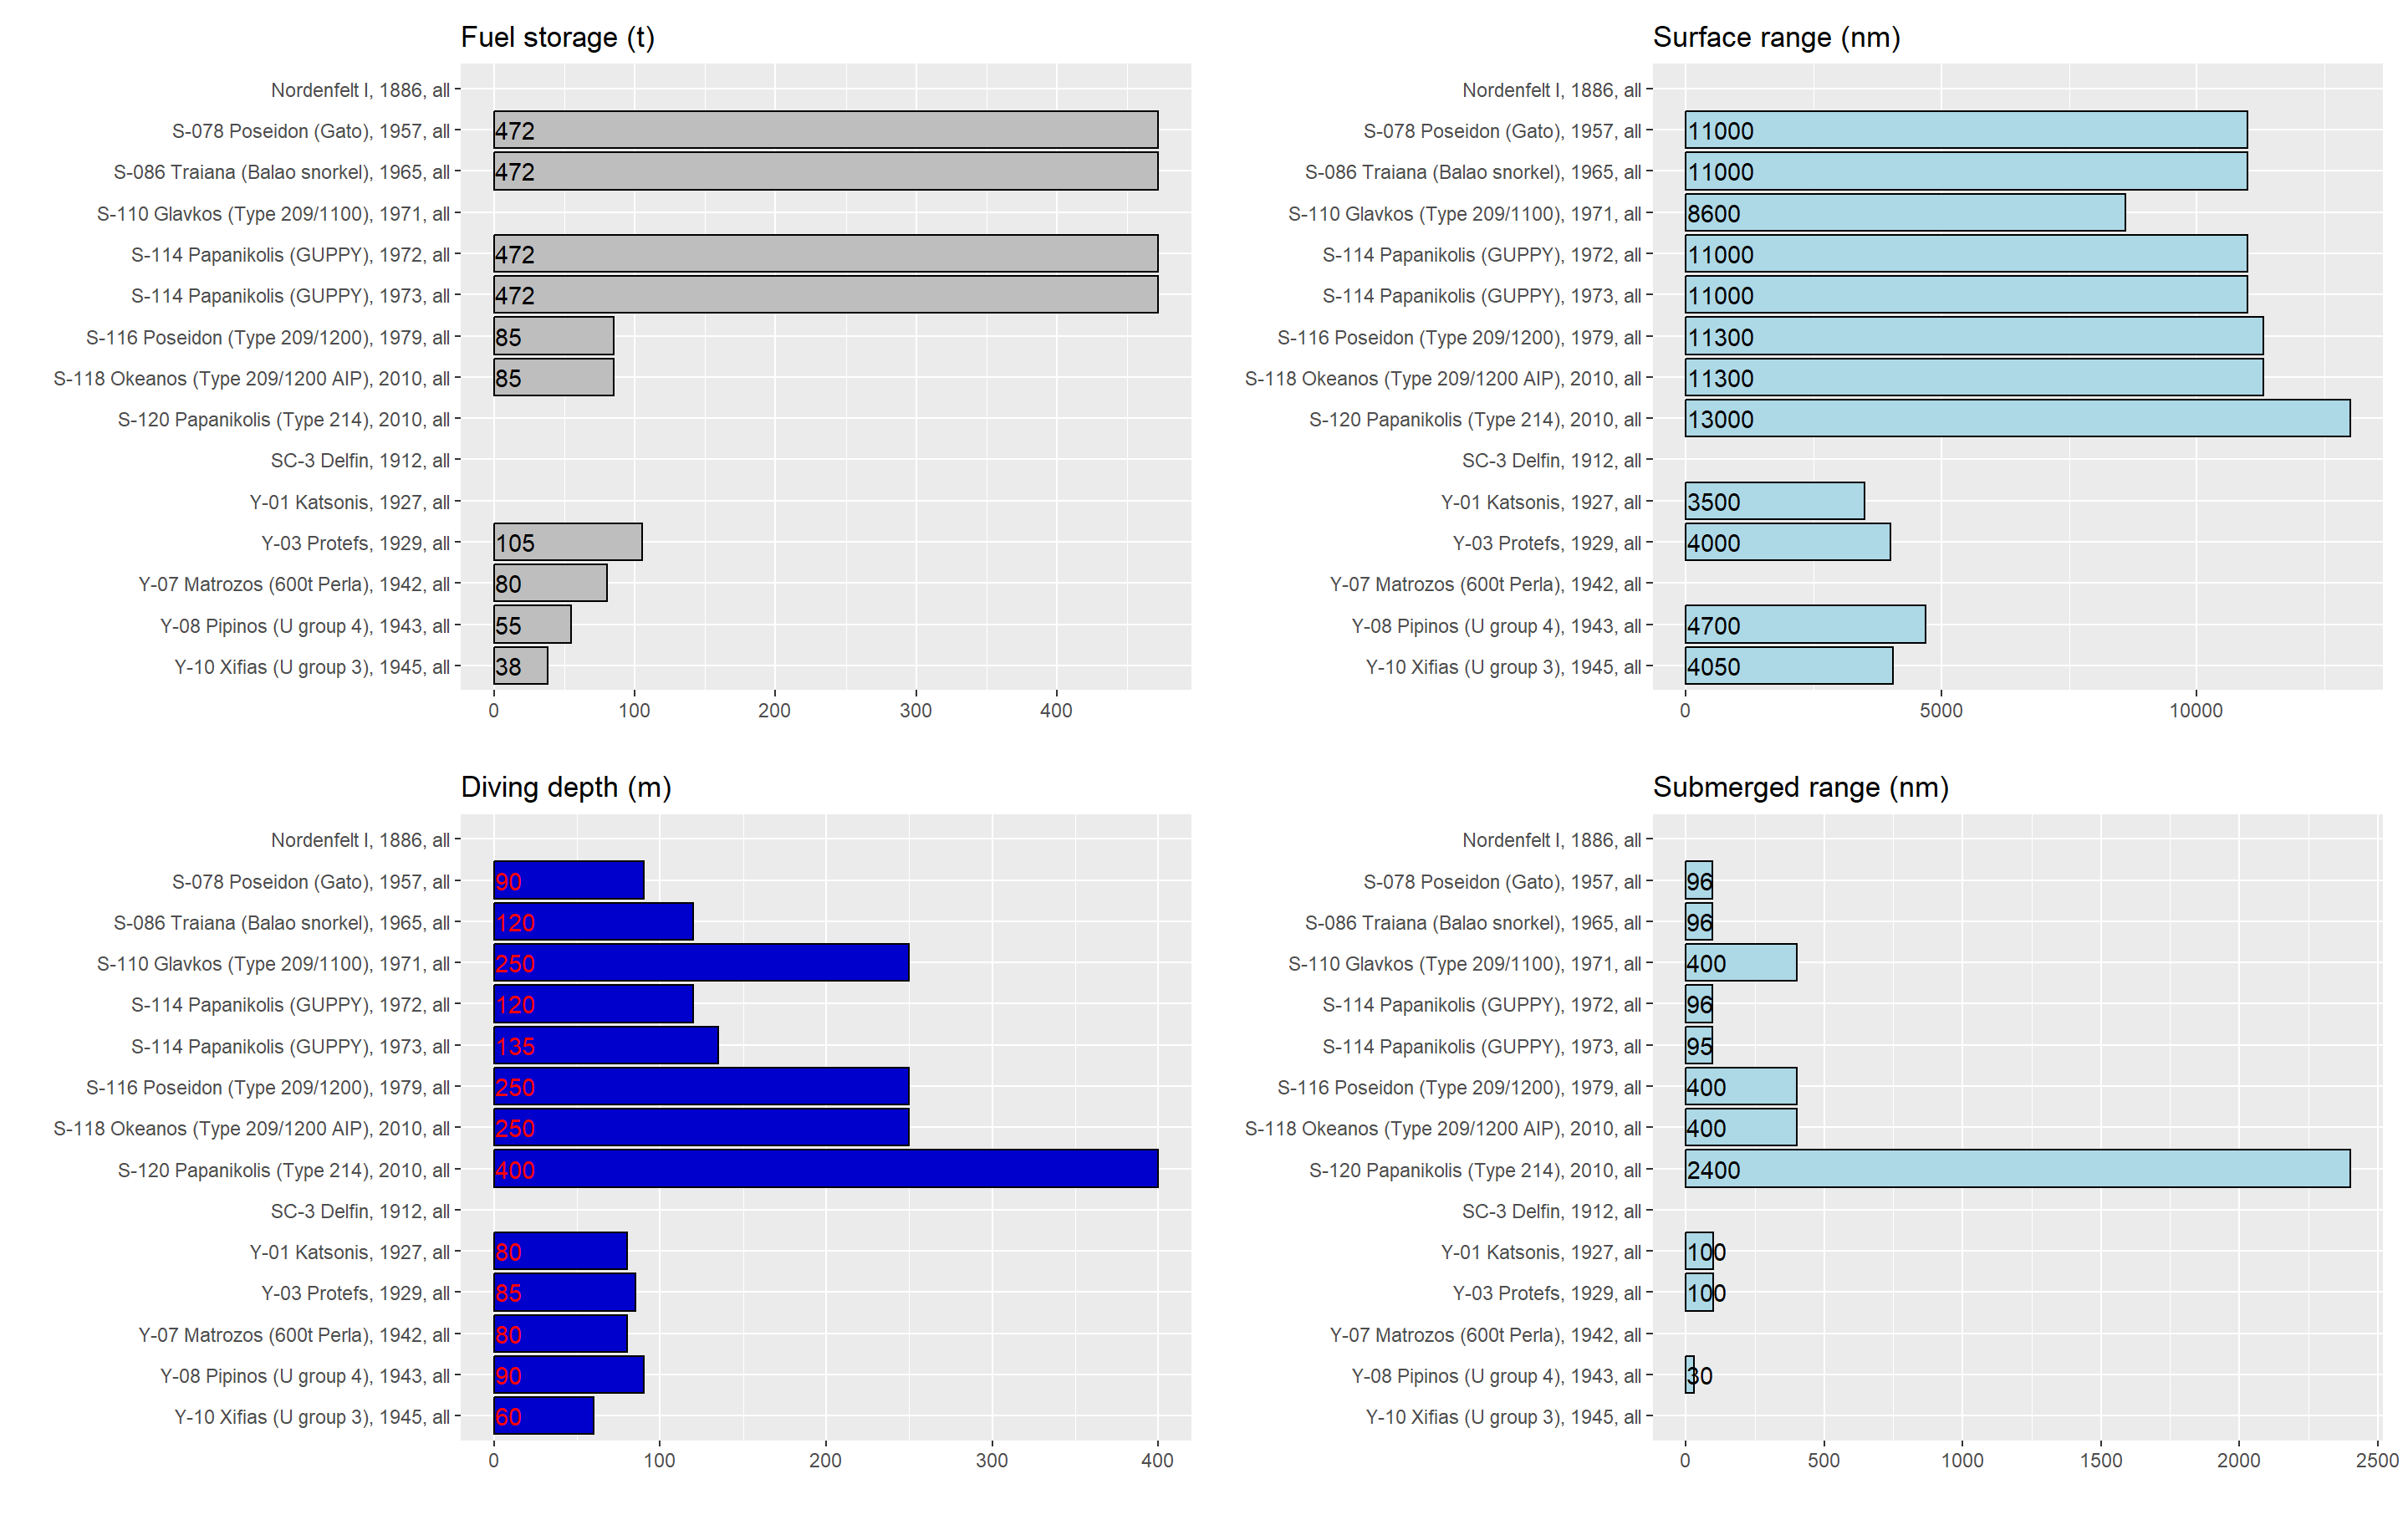 Fuel storage (t)
Nordenfelt I, 1886, all
S-078 Poseidon (Gato), 1957, all
472
S-086 Traiana (Balao snorkel), 1965, all
472
S-110 Glavkos (Type 209/1100), 1971, all
S-114 Papanikolis (GUPPY), 1972, all
472
S-114 Papanikolis (GUPPY), 1973, all
472
S-116 Poseidon (Type 209/1200), 1979, all
85
S-118 Okeanos (Type 209/1200 AIP), 2010, all
85
S-120 Papanikolis (Type 214), 2010, all
SC-3 Delfin, 1912, all
Y-01 Katsonis, 1927, all
Y-03 Protefs, 1929, all
105
Y-07 Matrozos (600t Perla), 1942, all
80
Y-08 Pipinos (U group 4), 1943, all
55
Y-10 Xifias (U group 3), 1945, all
38
0 100 200 300 400
Surface range (nm)
Nordenfelt I, 1886, all
S-078 Poseidon (Gato), 1957, all
11000
S-086 Traiana (Balao snorkel), 1965, all
11000
S-110 Glavkos (Type 209/1100), 1971, all
8600
S-114 Papanikolis (GUPPY), 1972, all
11000
S-114 Papanikolis (GUPPY), 1973, all
11000
S-116 Poseidon (Type 209/1200), 1979, all
11300
S-118 Okeanos (Type 209/1200 AIP), 2010, all
11300
S-120 Papanikolis (Type 214), 2010, all
13000
SC-3 Delfin, 1912, all
Y-01 Katsonis, 1927, all
3500
Y-03 Protefs, 1929, all
4000
Y-07 Matrozos (600t Perla), 1942, all
Y-08 Pipinos (U group 4), 1943, all
4700
Y-10 Xifias (U group 3), 1945, all
4050
0 5000 10000
Diving depth (m)
Nordenfelt I, 1886, all
S-078 Poseidon (Gato), 1957, all
90
S-086 Traiana (Balao snorkel), 1965, all
120
S-110 Glavkos (Type 209/1100), 1971, all
250
S-114 Papanikolis (GUPPY), 1972, all
120
S-114 Papanikolis (GUPPY), 1973, all
135
S-116 Poseidon (Type 209/1200), 1979, all
250
S-118 Okeanos (Type 209/1200 AIP), 2010, all
250
S-120 Papanikolis (Type 214), 2010, all
400
SC-3 Delfin, 1912, all
Y-01 Katsonis, 1927, all
80
Y-03 Protefs, 1929, all
85
Y-07 Matrozos (600t Perla), 1942, all
80
Y-08 Pipinos (U group 4), 1943, all
90
Y-10 Xifias (U group 3), 1945, all
60
0 100 200 300 400
Submerged range (nm)
Nordenfelt I, 1886, all
S-078 Poseidon (Gato), 1957, all
96
S-086 Traiana (Balao snorkel), 1965, all
96
S-110 Glavkos (Type 209/1100), 1971, all
400
S-114 Papanikolis (GUPPY), 1972, all
96
S-114 Papanikolis (GUPPY), 1973, all
95
S-116 Poseidon (Type 209/1200), 1979, all
400
S-118 Okeanos (Type 209/1200 AIP), 2010, all
400
S-120 Papanikolis (Type 214), 2010, all
2400
SC-3 Delfin, 1912, all
Y-01 Katsonis, 1927, all
100
Y-03 Protefs, 1929, all
100
Y-07 Matrozos (600t Perla), 1942, all
Y-08 Pipinos (U group 4), 1943, all
30
Y-10 Xifias (U group 3), 1945, all
0 500 1000 1500 2000 2500